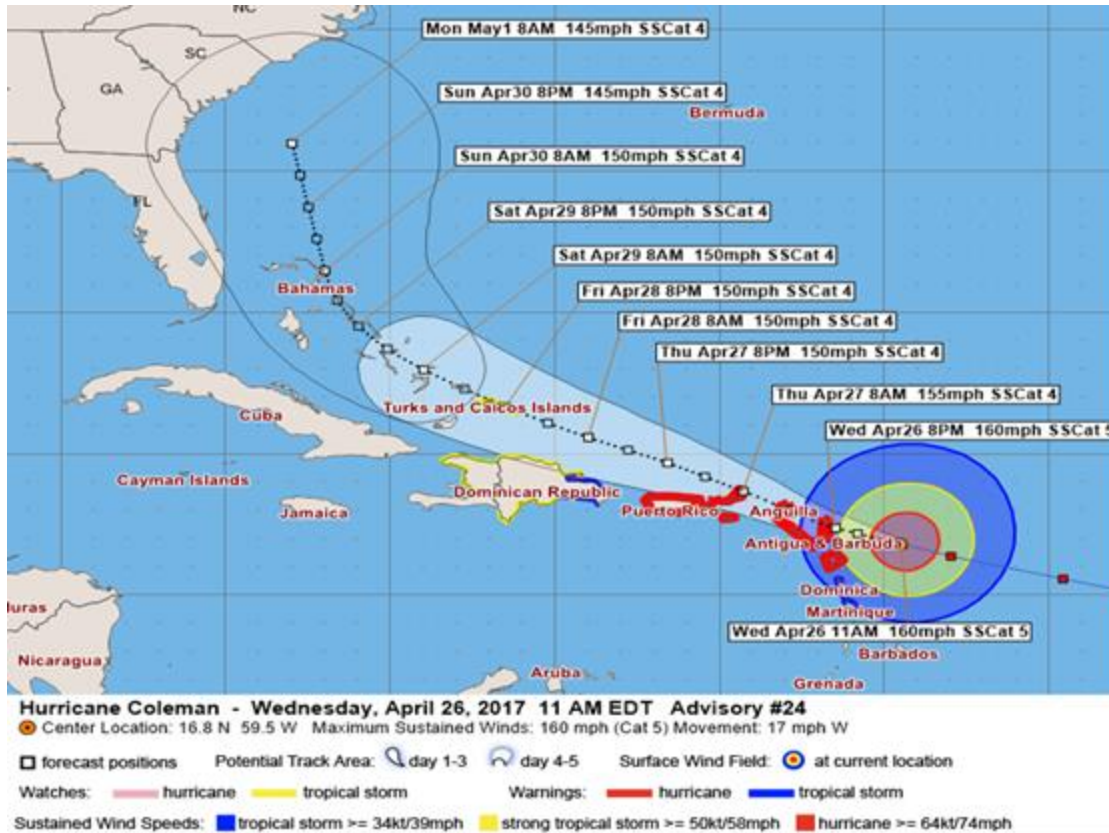 NC
Mon May1 8AM 145mph SSCat 4
SC
GA
Sun Apr30 8PM 145mph SSCat 4
Bermuda
Sun Apr30 8AM 150mph SSCat 4
FL
Sat Apr29 8PM 150mph SSCat 4
Sat Apr29 8AM 150mph SSCat 4
Bahamas
Fri Apr28 8PM 150mph SSCat 4
Fri Apr28 8AM 150mph SSCat 4
Thu Apr27 8PM 150mph SSCat 4
Thu Apr27 8AM 155mph SSCat 4
Turks and Caicos Islands
Cuba
Wed Apr26 8PM 160mph SSCat 5
Cayman Islands
Dominican Republic
Jamaica
Puerto Rico
Anguilla
Antigua & Barbuda
Dominica
Martinique
duras
Wed Apr26 11AM 160mph SSCat 5
Barbados
Nicaragua
Aruba
Grenada
Hurricane Coleman - Wednesday, April 26, 2017 11 AM EDT Advisory #24
Center Location: 16.8 N 59.5 W Maximum Sustained Winds: 160 mph (Cat 5) Movement: 17 mph W
forecast positions Potential Track Area: day 1-3 day 4-5 Surface Wind Field: at current location
Watches: hurricane tropical storm Warnings: hurricane tropical storm
Sustained Wind Speeds: tropical storm >= 34kt/39mph strong tropical storm >= 50kt/58mph hurricane >= 64kt/74mph